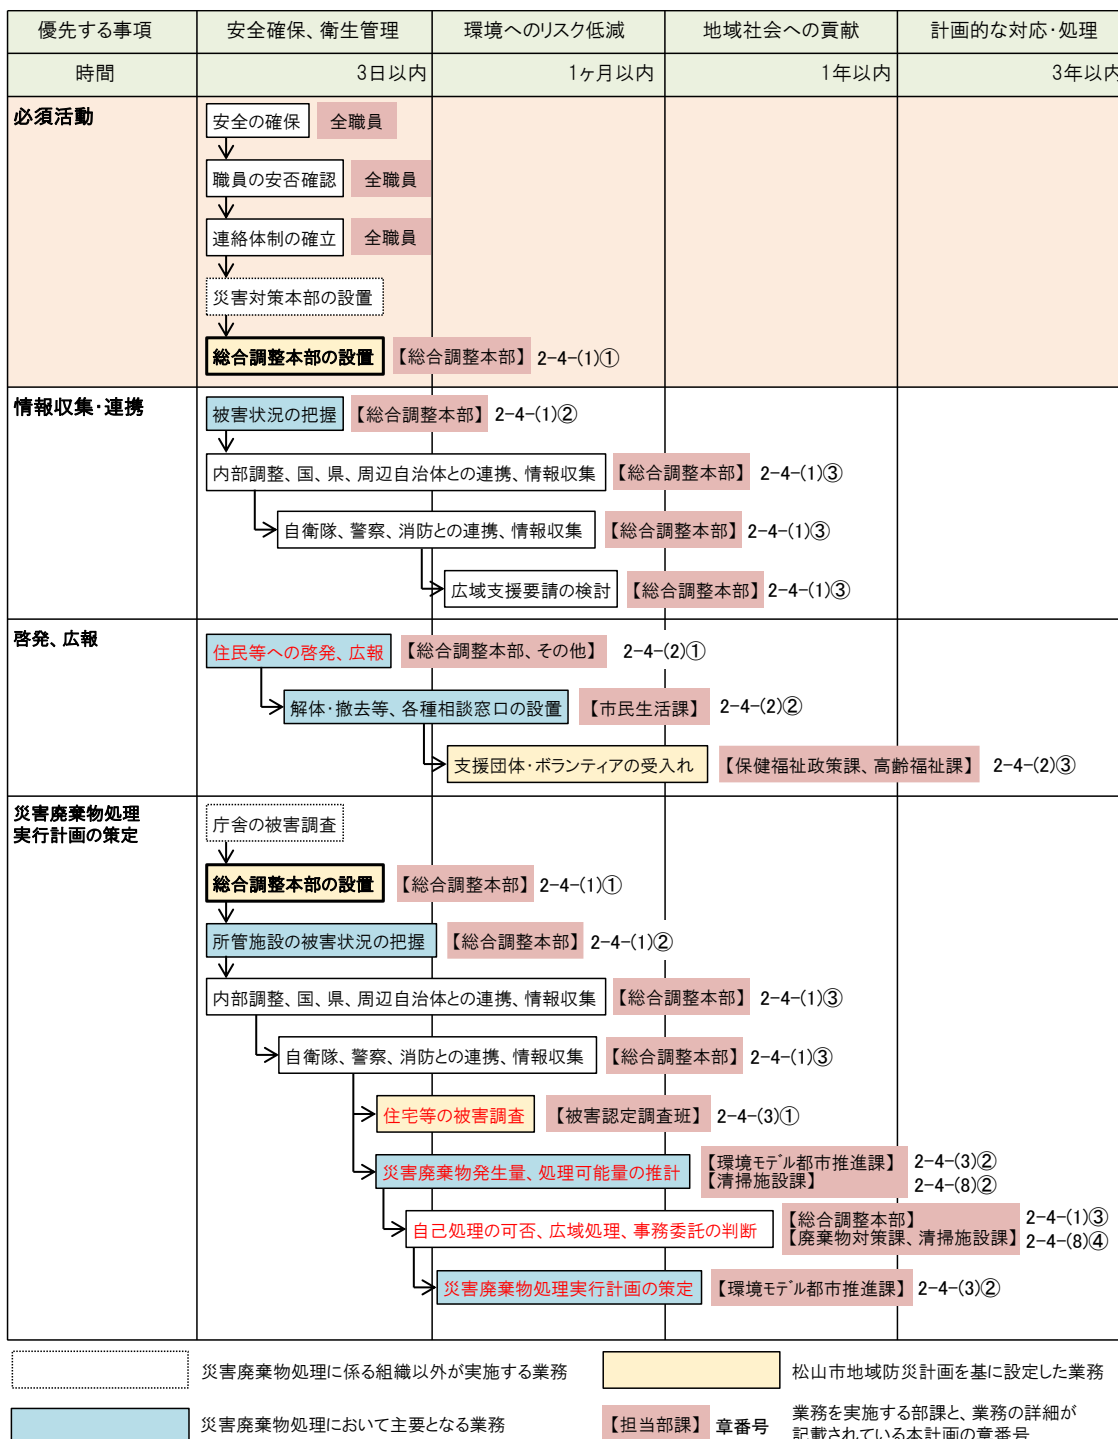 優先する事項 安全確保、衛生管理 環境へのリスク低減 地域社会への貢献 計画的な対応・処理
時間 3日以内 1ヶ月以内 1年以内 3年以内
必須活動
安全の確保 全職員
職員の安否確認 全職員
連絡体制の確立 全職員
災害対策本部の設置
総合調整本部の設置 【総合調整本部】 2-4-(1)①
情報収集・連携
被害状況の把握 【総合調整本部】 2-4-(1)②
内部調整、国、県、周辺自治体との連携、情報収集 【総合調整本部】 2-4-(1)③
自衛隊、警察、消防との連携、情報収集 【総合調整本部】 2-4-(1)③
広域支援要請の検討 【総合調整本部】 2-4-(1)③
啓発、広報
住民等への啓発、広報 【総合調整本部、その他】 2-4-(2)①
解体・撤去等、各種相談窓口の設置 【市民生活課】 2-4-(2)②
支援団体・ボランティアの受入れ 【保健福祉政策課、高齢福祉課】 2-4-(2)③
災害廃棄物処理
実行計画の策定
庁舎の被害調査
総合調整本部の設置 【総合調整本部】 2-4-(1)①
所管施設の被害状況の把握 【総合調整本部】 2-4-(1)②
内部調整、国、県、周辺自治体との連携、情報収集 【総合調整本部】 2-4-(1)③
自衛隊、警察、消防との連携、情報収集 【総合調整本部】 2-4-(1)③
住宅等の被害調査 【被害認定調査班】 2-4-(3)①
災害廃棄物発生量、処理可能量の推計 【環境ﾓﾃﾞﾙ都市推進課】 2-4-(3)②
【清掃施設課】 2-4-(8)②
自己処理の可否、広域処理、事務委託の判断 【総合調整本部】 2-4-(1)③
【廃棄物対策課、清掃施設課】 2-4-(8)④
災害廃棄物処理実行計画の策定 【環境ﾓﾃﾞﾙ都市推進課】 2-4-(3)②
災害廃棄物処理に係る組織以外が実施する業務
松山市地域防災計画を基に設定した業務
災害廃棄物処理において主要となる業務
【担当部課】 章番号 業務を実施する部課と、業務の詳細が
記載されている本計画の章番号